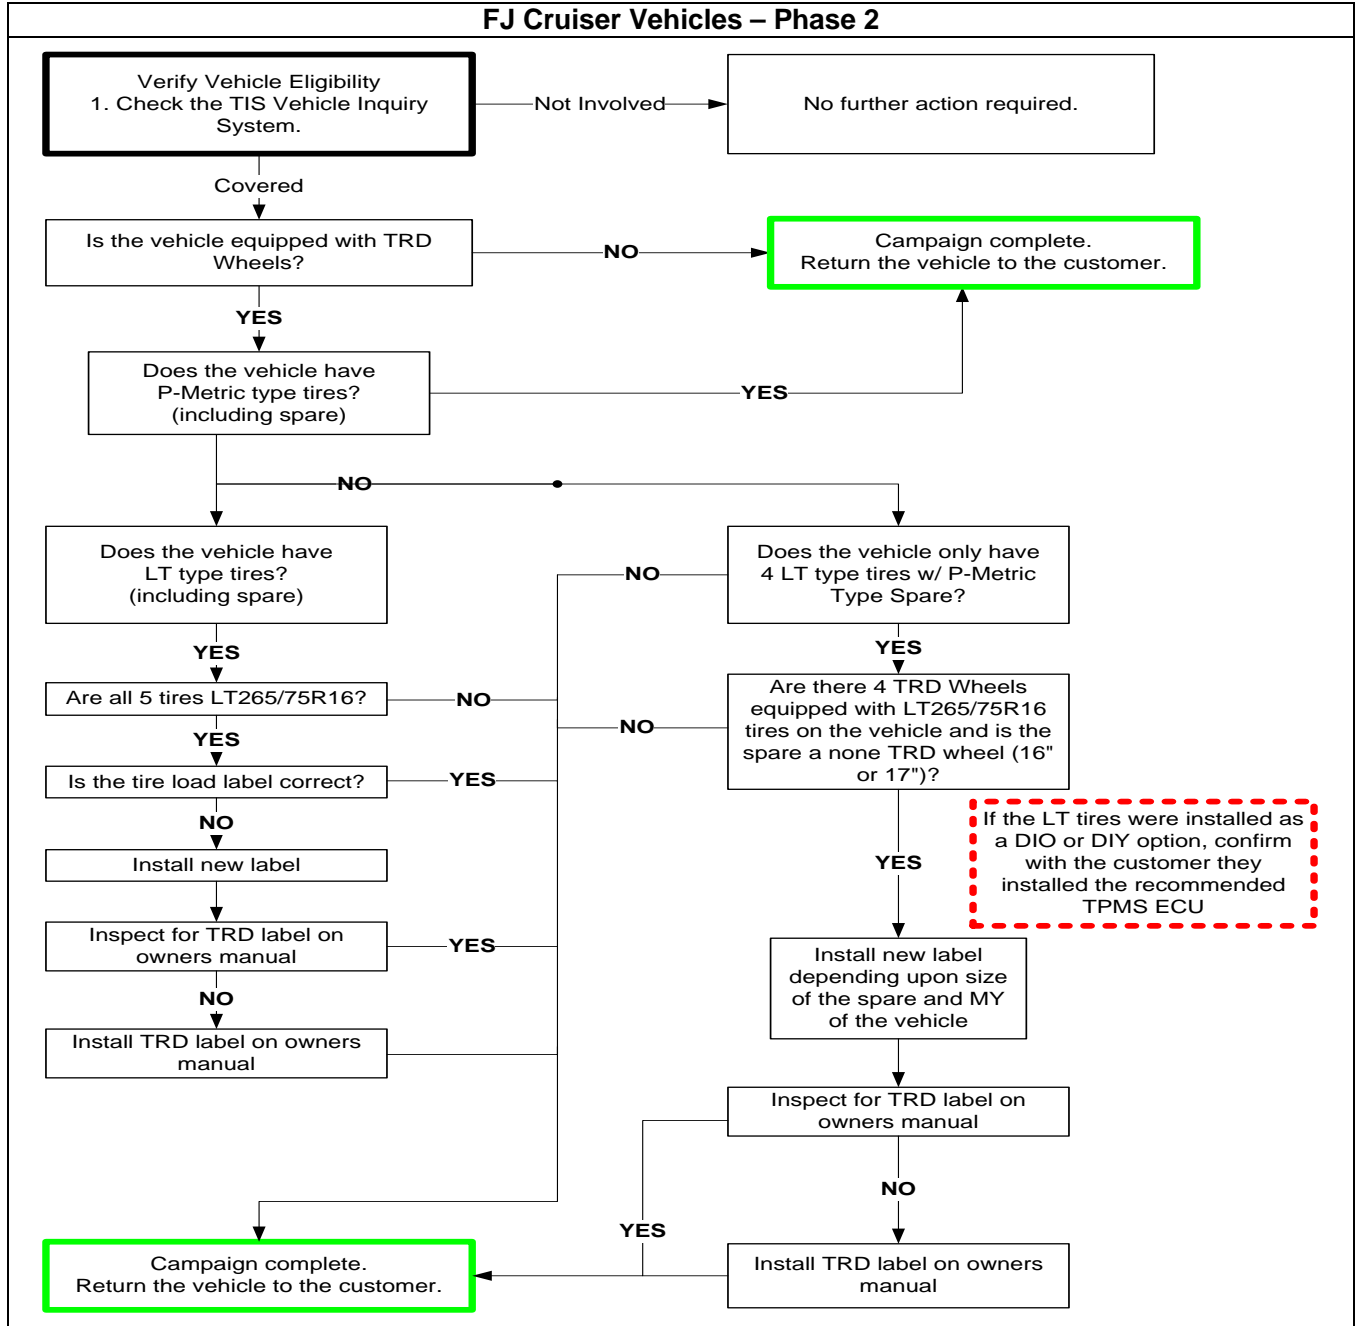 FJ Cruiser Vehicles – Phase 2
Verify Vehicle Eligibility
1. Check the TIS Vehicle Inquiry
System.
Not Involved
No further action required.
Covered
Is the vehicle equipped with TRD
Wheels?
NO
Campaign complete.
Return the vehicle to the customer.
YES
Does the vehicle have
P-Metric type tires?
(including spare)
YES
NO
Does the vehicle have
LT type tires?
(including spare)
NO
Does the vehicle only have
4 LT type tires w/ P-Metric
Type Spare?
YES
YES
Are all 5 tires LT265/75R16?
NO
NO
Are there 4 TRD Wheels
equipped with LT265/75R16
tires on the vehicle and is the
spare a none TRD wheel (16"
or 17")?
YES
Is the tire load label correct?
YES
NO
Install new label
YES
If the LT tires were installed as
a DIO or DIY option, confirm
with the customer they
installed the recommended
TPMS ECU
Inspect for TRD label on
owners manual
YES
Install new label
depending upon size
of the spare and MY
of the vehicle
NO
Install TRD label on owners
manual
Inspect for TRD label on
owners manual
NO
YES
Campaign complete.
Return the vehicle to the customer.
Install TRD label on owners
manual